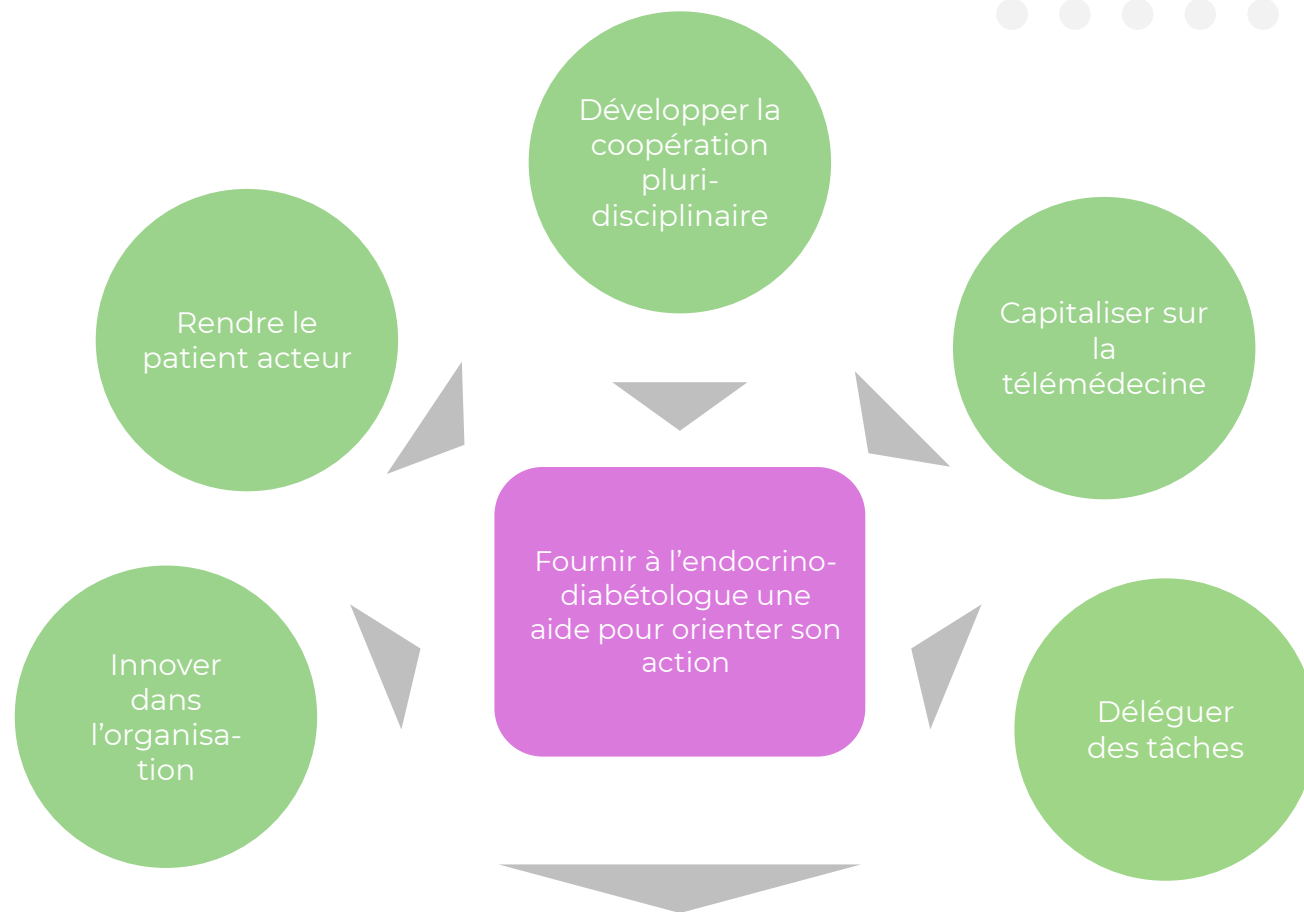 Développer la
coopération
pluri-
disciplinaire
Rendre le
patient acteur
Capitaliser sur
la
télémédecine
Fournir à l’endocrino-
diabétologue une
aide pour orienter son
action
Innover
dans
l’organisa-
tion
Déléguer
des tâches